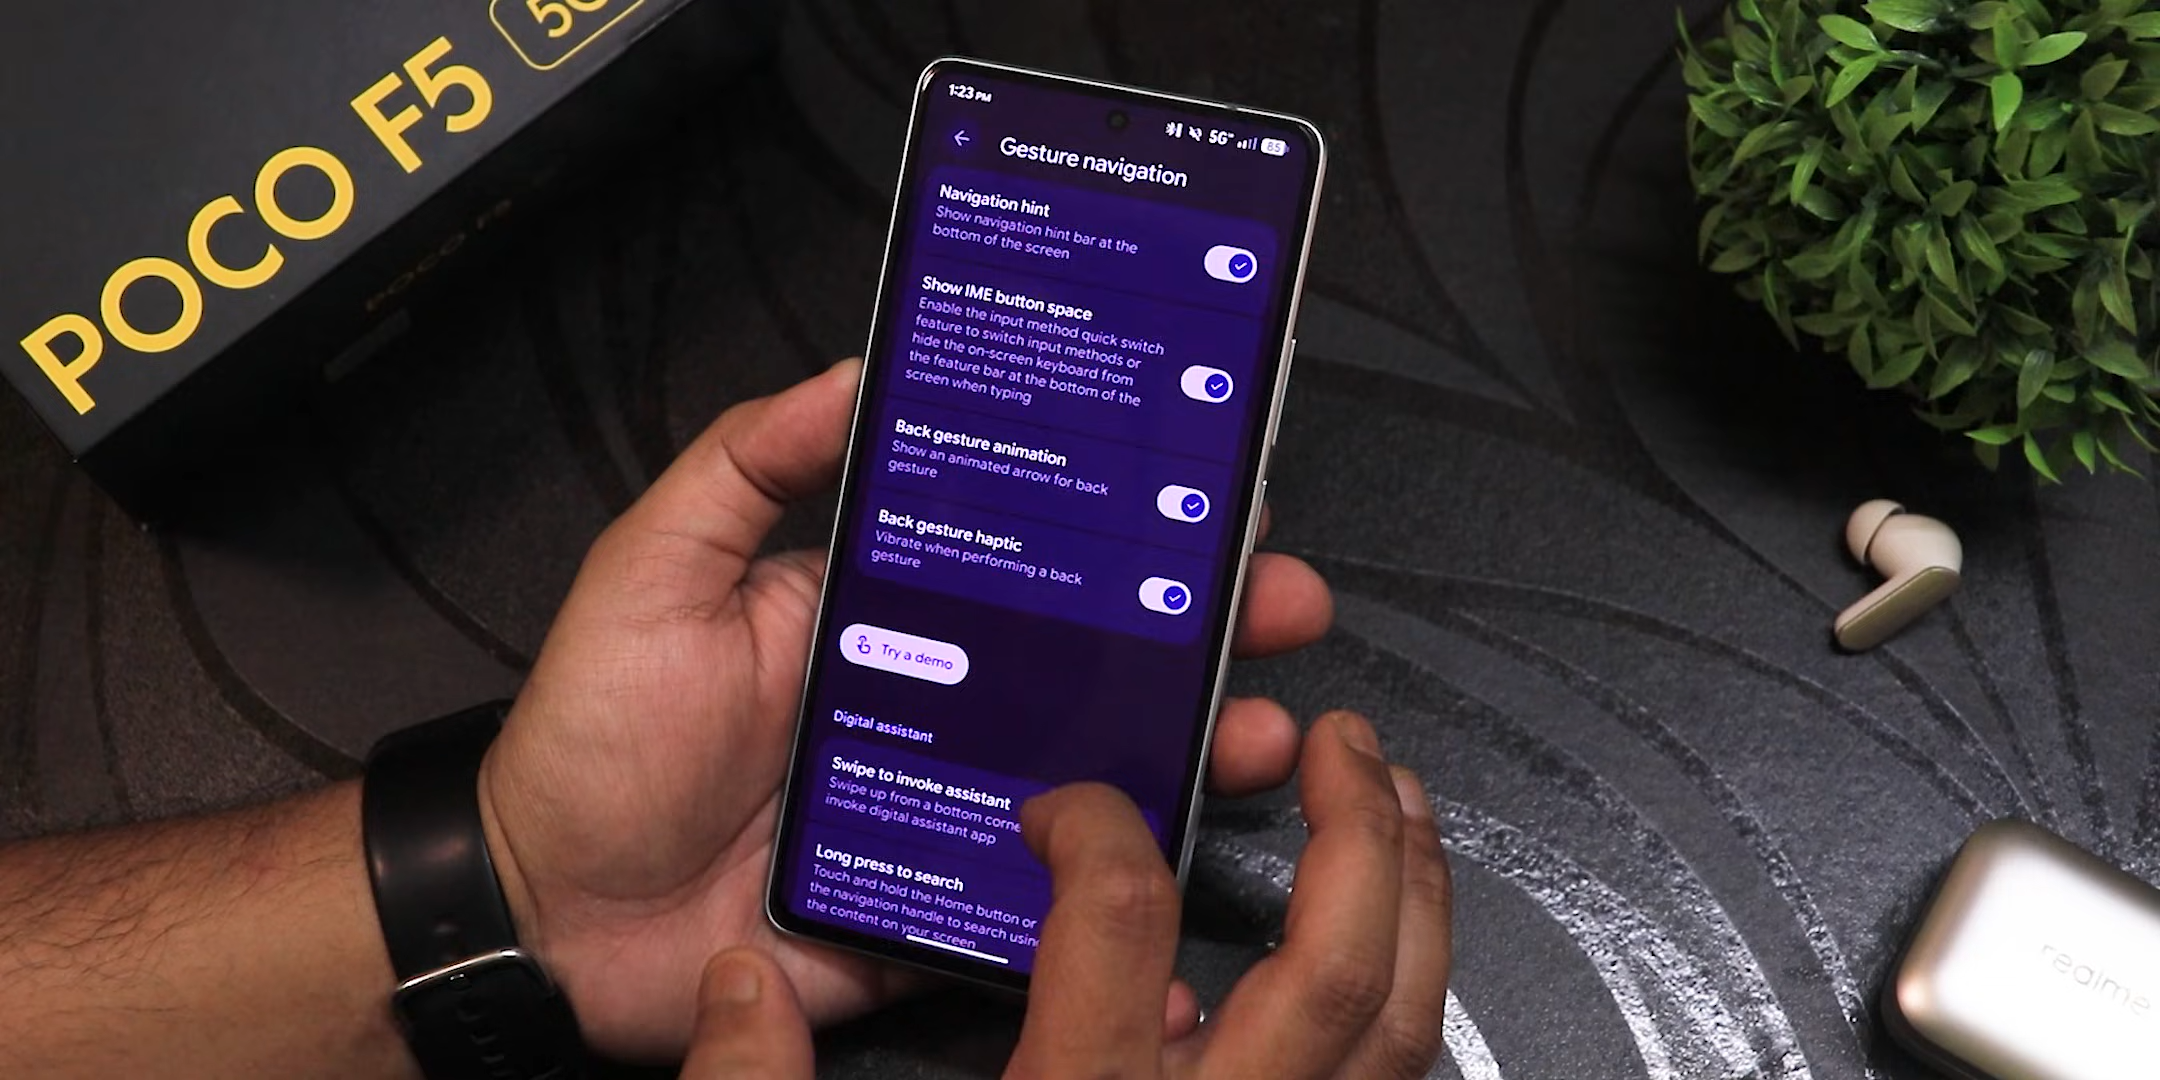 POCO F5
5G
POCO F5
1:23 PM
5G
85
Gesture navigation
Navigation hint
Show navigation hint bar at the
bottom of the screen
Show IME button space
Enable the input method quick switch
feature to switch input methods or
hide the on-screen keyboard from
the feature bar at the bottom of the
screen when typing
Back gesture animation
Show an animated arrow for back
gesture
Back gesture haptic
Vibrate when performing a back
gesture
Try a demo
Digital assistant
Swipe to invoke assistant
Swipe up from a bottom
invoke digital assistant app
Long press to search
Touch and hold the Home button or
the navigation handle to search
the content on your screen
realme